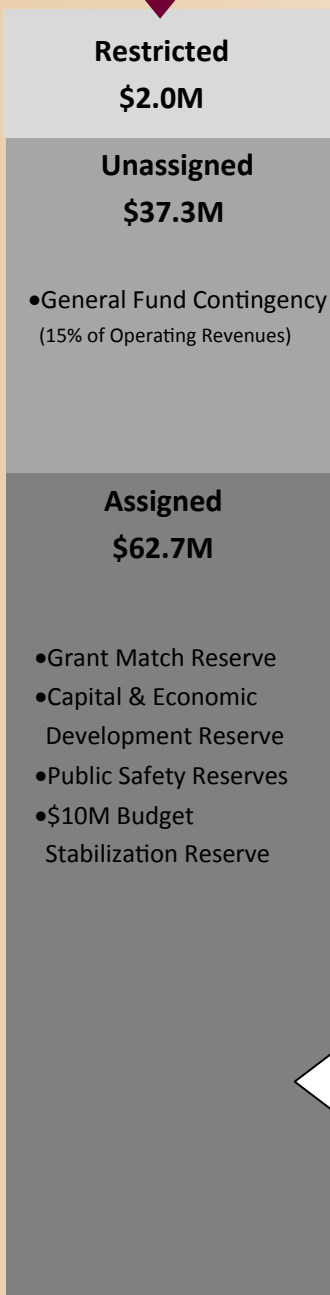 Restricted
$2.0M
Unassigned
$37.3M
•General Fund Contingency
(15% of Operating Revenues)
Assigned
$62.7M
•Grant Match Reserve
•Capital & Economic
Development Reserve
•Public Safety Reserves
•$10M Budget
Stabilization Reserve